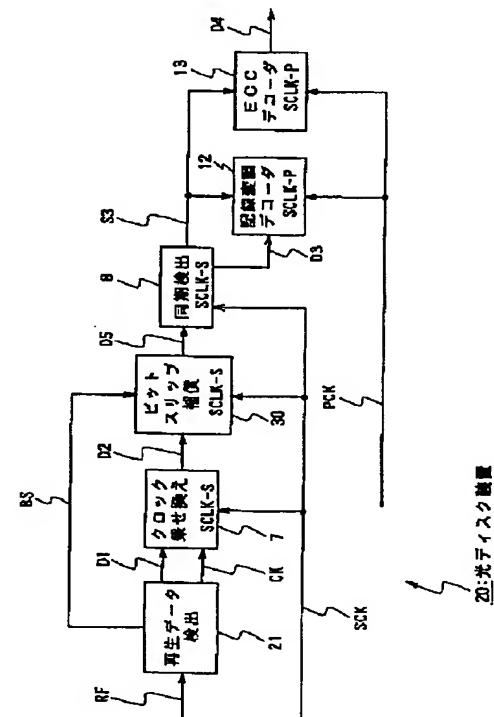 RF
再生データ
検出
21
BS
D1
CK
クロック
乗せ換え
SCLK-S
7
D2
ビット
スリップ
補償
SCLK-S
30
D5
同期検出
SCLK-S
8
S3
D3
記録変調
デコーダ
SCLK-P
12
ECC
デコーダ
SCLK-P
13
D4
SCK
PCK
20:光ディスク装置